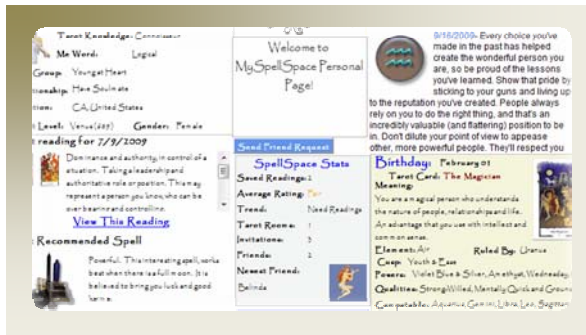 Tarot Knowledge: Connoisseur
Me Word: Logical
Group: Young at Heart
tionship: Have Soulmate
tion: CA, United States
Level: Venus(209) Gender: Female
reading for 7/9/2009
Dominance and authority, in control of a
situation. Taking a leadership and
authoritative role or position. This may
represent a person you know, who can be
over bearing and controlling.
View This Reading
Recommended Spell
Powerful. This interesting spell, works
best when there is a full moon. It is
believed to bring you luck and good
karma.
Welcome to
MySpellSpace Personal
Page!
Send Friend Request
SpellSpace Stats
Saved Readings: 2
Average Rating: Fair
Trend: Need Readings
Tarot Rooms: 1
Invitations: 3
Friends: 2
Newest Friend:
Belinda
9/16/2009- Every choice you've
made in the past has helped
create the wonderful person you
are, so be proud of the lessons
you've learned. Show that pride by
sticking to your guns and living up
to the reputation you've created. People always
rely on you to do the right thing, and that's an
incredibly valuable (and flattering) position to be
in. Don't dilute your point of view to appease
other, more powerful people. They'll respect you
Birthday: February 01
Tarot Card: The Magician
Meaning:
You are a magical person who understands
the nature of people, relationships and life.
An advantage that you use with intellect and
common sense.
Element: Air Ruled By: Uranus
Cusp: Youth & Ease
Powers: Violet Blue & Silver, Amethyst, Wednesday,
Qualities: Strong Willed, Mentally Quick and Groun
Compatable: Aquarius, Gemini, Libra, Leo, Sagittari